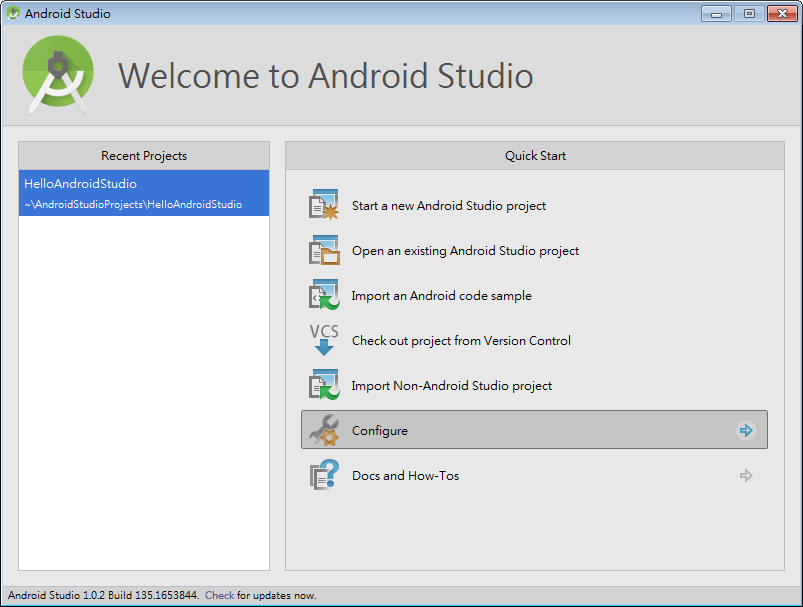 Android Studio
Welcome to Android Studio
Recent Projects
HelloAndroidStudio
~\AndroidStudioProjects\HelloAndroidStudio
Quick Start
Start a new Android Studio project
Open an existing Android Studio project
Import an Android code sample
VCS
Check out project from Version Control
Import Non-Android Studio project
Configure
Docs and How-Tos
Android Studio 1.0.2 Build 135.1653844. Check for updates now.